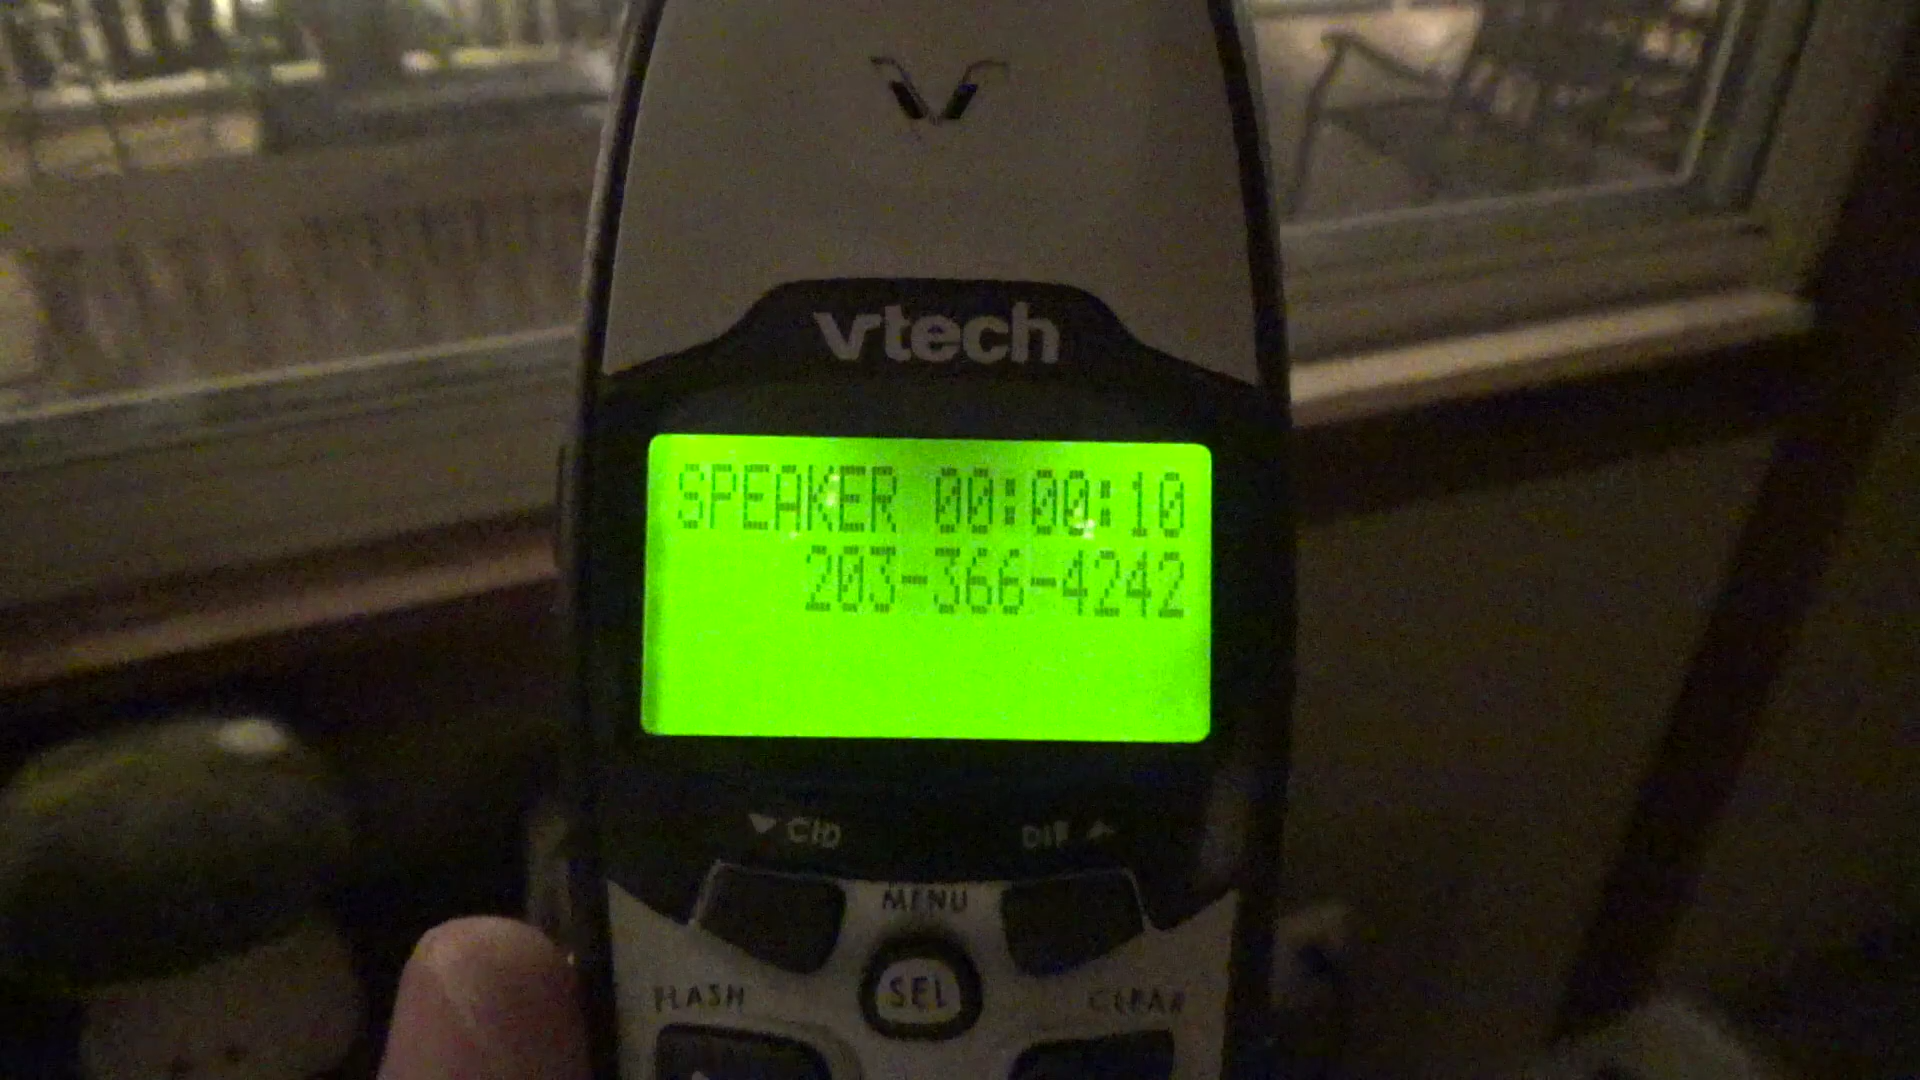 vtech
SPEAKER 00:00:10
203-366-4242
CID
DIR
MENU
SEL
FLASH
CLEAR